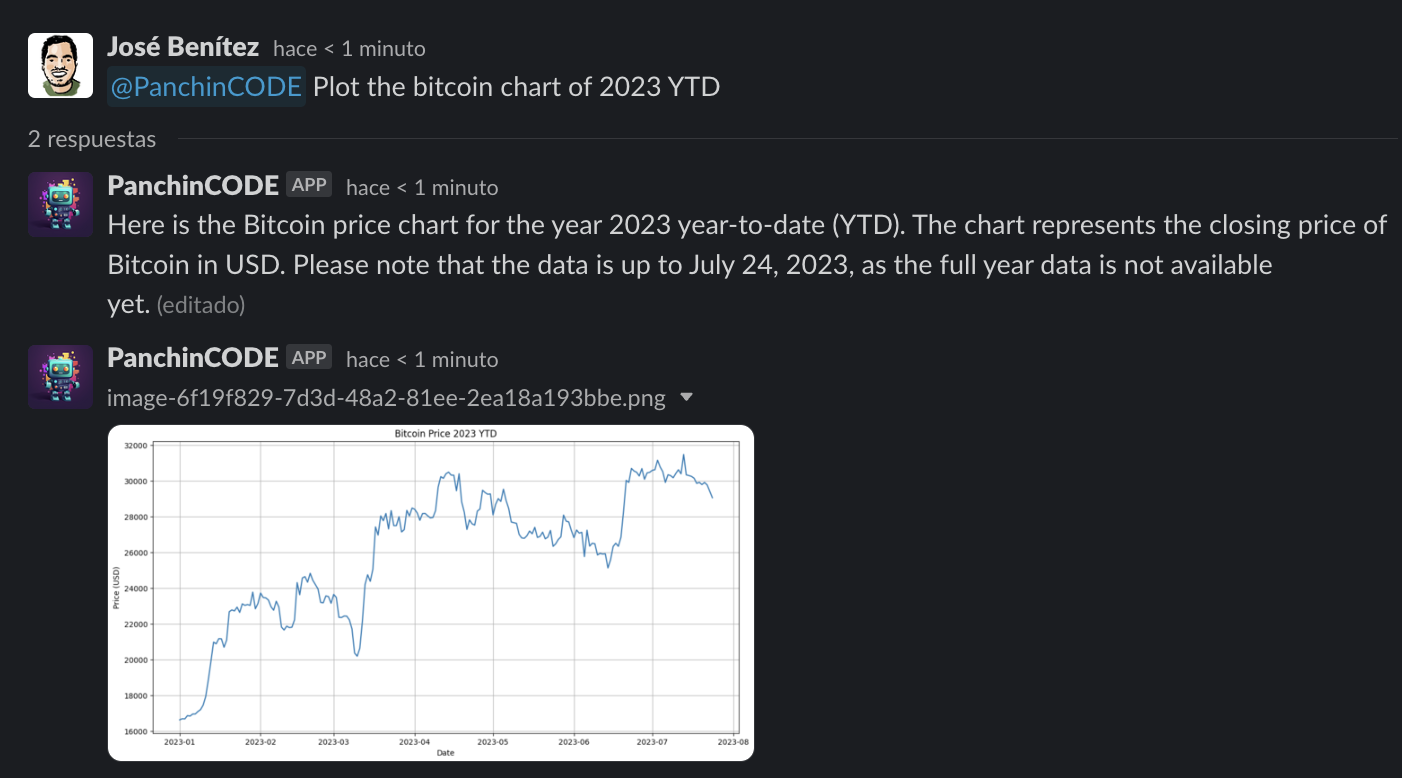 José Benítez hace < 1 minuto
@PanchinCODE Plot the bitcoin chart of 2023 YTD
2 respuestas
PanchinCODE APP hace < 1 minuto
Here is the Bitcoin price chart for the year 2023 year-to-date (YTD). The chart represents the closing price of
Bitcoin in USD. Please note that the data is up to July 24, 2023, as the full year data is not available
yet. (editado)
PanchinCODE APP hace < 1 minuto
image-6f19f829-7d3d-48a2-81ee-2ea18a193bbe.png
Bitcoin Price 2023 YTD
32000
30000
28000
26000
24000
22000
20000
18000
16000
Price (USD)
2023-01 2023-02 2023-03 2023-04 2023-05 2023-06 2023-07 2023-08
Date